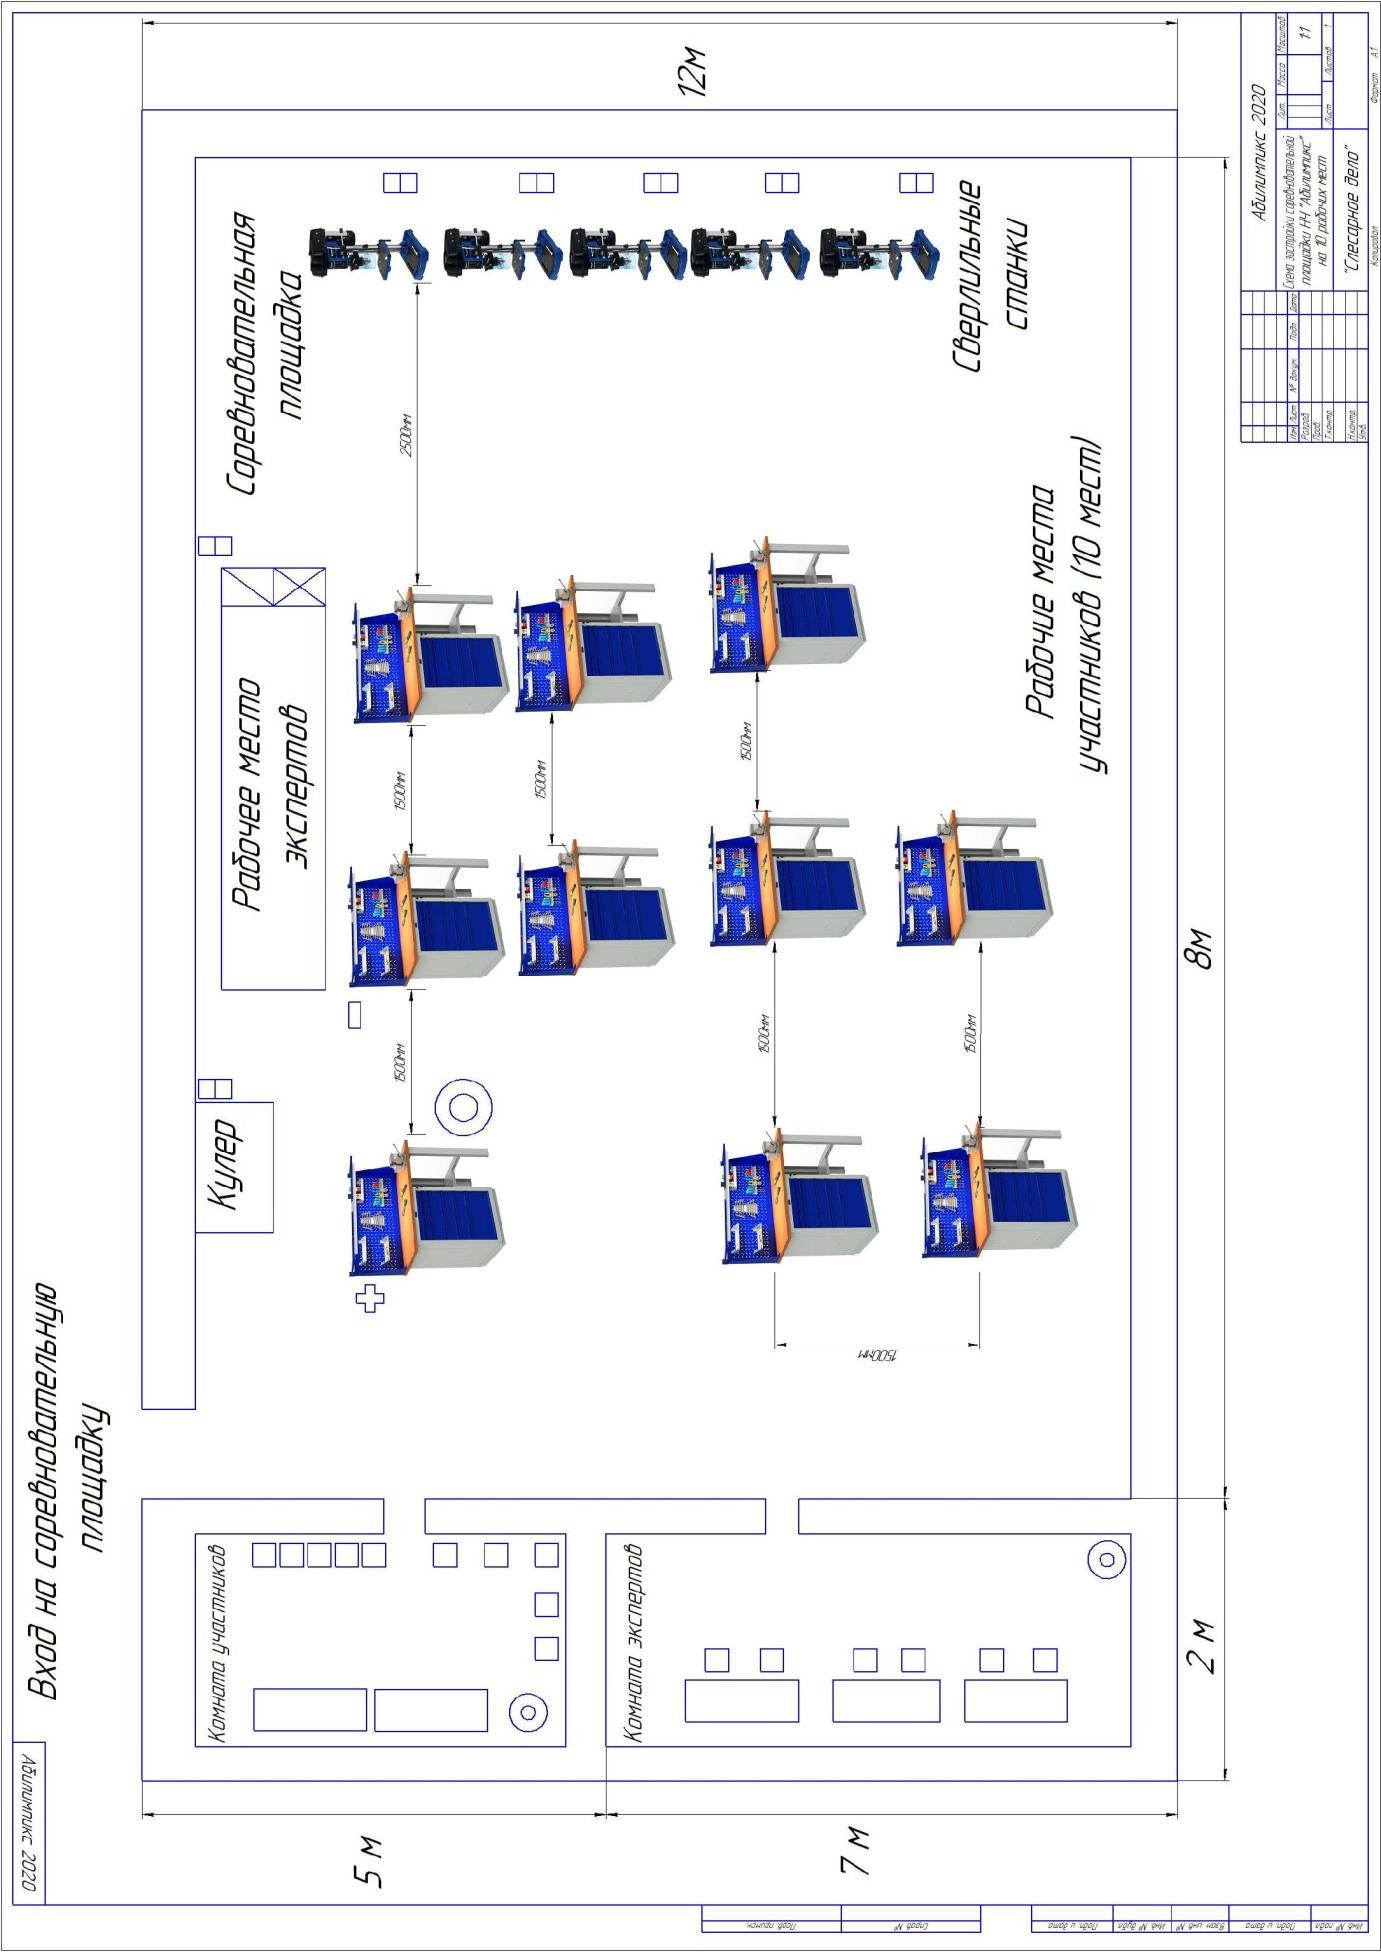 Абилимпикс 2020
Вход на соревновательную
площадку
Соревновательная
площадка
12м
Сверлильные
станки
2500мм
Рабочее место
экспертов
Кулер
1500мм
1500мм
1500мм
1500мм
1500мм
1500мм
1500мм
Рабочие места
участников (10 мест)
8м
2 м
Комната участников
Комната экспертов
5 м
7 м
Абилимпикс 2020
Схема застройки соревновательной
площадки НЧ "Абилимпикс"
на 10 рабочих мест
"Слесарное дело"
Лит. Масса Масштаб
1:1
Лист Листов 1
Изм. Лист № докум. Подп. Дата
Разраб.
Пров.
Т.контр.
Н.контр.
Утв.
Копировал Формат А1
Перв. примен.
Справ. №
Подп. и дата
Инв. № дубл.
Взам. инв. №
Подп. и дата
Инв. № подл.